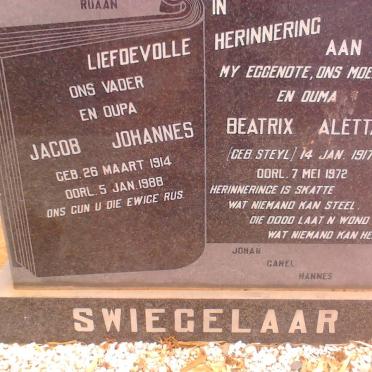 RUAAN
LIEFDEVOLLE
ONS VADER
EN OUPA
JACOB JOHANNES
GEB. 26 MAART 1914
OORL. 5 JAN. 1988
ONS GUN U DIE EWIGE RUS.
IN
HERINNERING
AAN
MY EGGENOTE, ONS MOE
EN OUMA
BEATRIX ALETT
(GEB STEYL) 14 JAN. 1917
OORL. 7 MEI 1972
HERINNERINGE IS SKATTE
WAT NIEMAND KAN STEEL.
DIE DOOD LAAT N WOND
WAT NIEMAND KAN HE
JOHAN
CAREL
HANNES
SWIEGELAAR